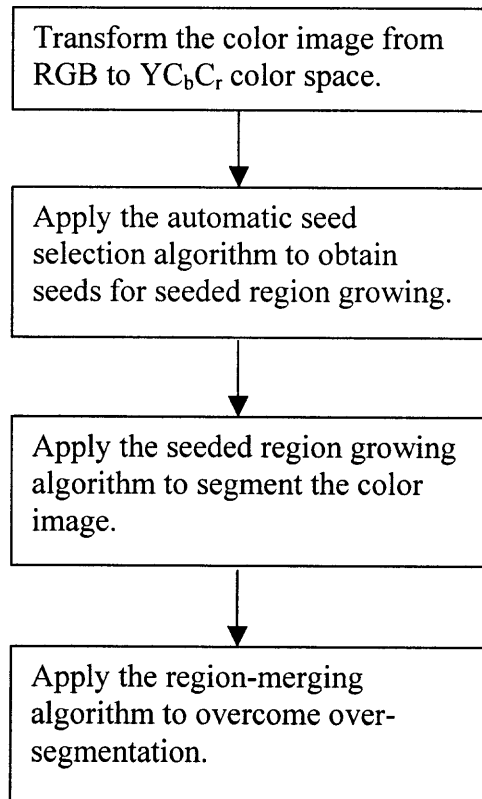 Transform the color image from
RGB to YCbCr color space.
Apply the automatic seed
selection algorithm to obtain
seeds for seeded region growing.
Apply the seeded region growing
algorithm to segment the color
image.
Apply the region-merging
algorithm to overcome over-
segmentation.